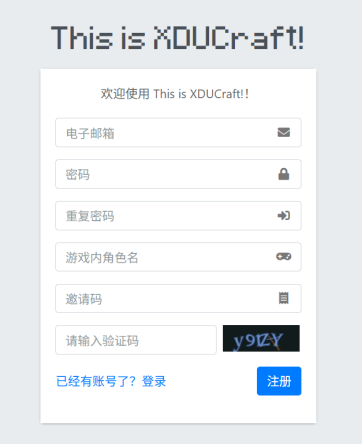 This is XDUCraft!
欢迎使用 This is XDUCraft!！
电子邮箱
密码
重复密码
游戏内角色名
邀请码
请输入验证码
已经有账号了？登录
注册